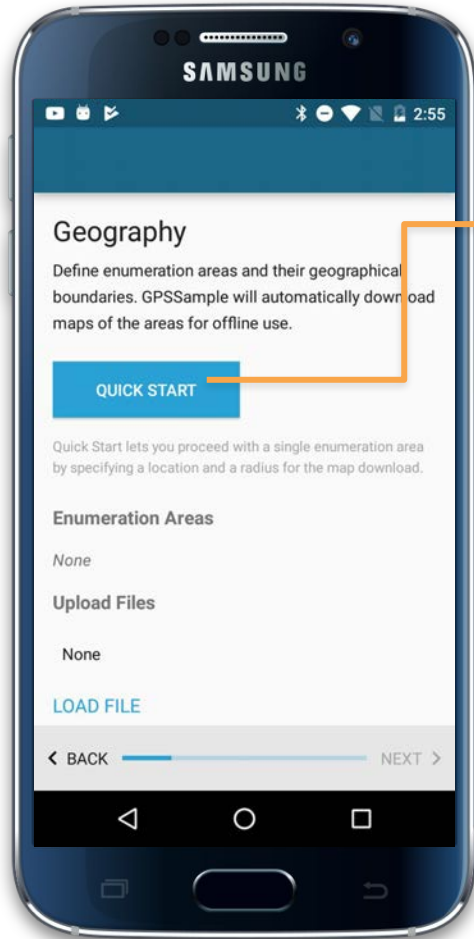 SAMSUNG
2:55
Geography
Define enumeration areas and their geographical
boundaries. GPSSample will automatically download
maps of the areas for offline use.
QUICK START
Quick Start lets you proceed with a single enumeration area
by specifying a location and a radius for the map download.
Enumeration Areas
None
Upload Files
None
LOAD FILE
BACK NEXT